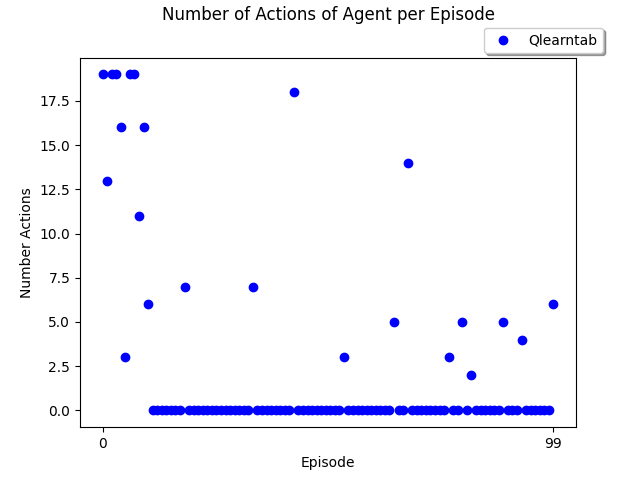 Number of Actions of Agent per Episode
Qlearntab
17.5
15.0
12.5
10.0
7.5
5.0
2.5
0.0
Number Actions
0 99
Episode